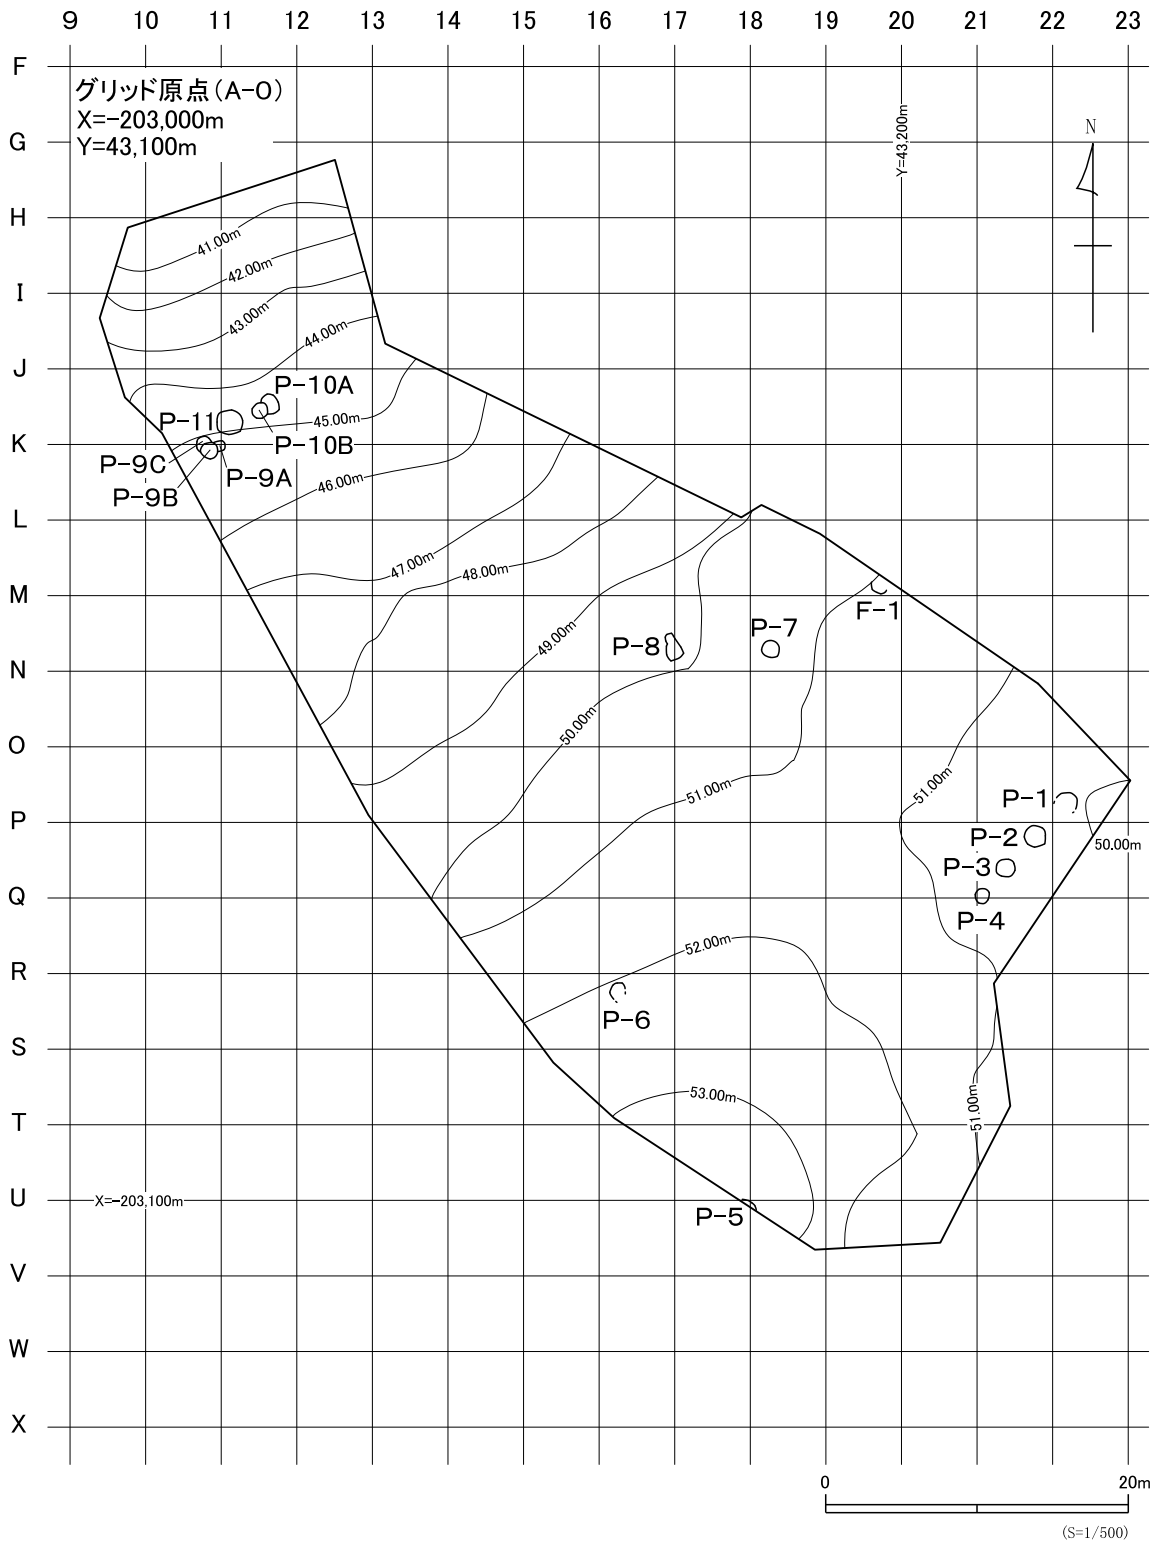 9 10 11 12 13 14 15 16 17 18 19 20 21 22 23
F
グリッド原点(A-O)
X=-203,000m
Y=43,100m
G
Y=43,200m
N
H
41.00m
42.00m
I
43.00m
44.00m
J
P-10A
P-11
45.00m
P-10B
K
P-9C
P-9A
P-9B
46.00m
L
47.00m
48.00m
M
F-1
49.00m
P-8
P-7
N
50.00m
O
51.00m
51.00m
P-1
P
P-2
50.00m
P-3
Q
P-4
52.00m
R
P-6
S
53.00m
51.00m
T
U
X=-203,100m
P-5
V
W
X
0 20m
(S=1/500)